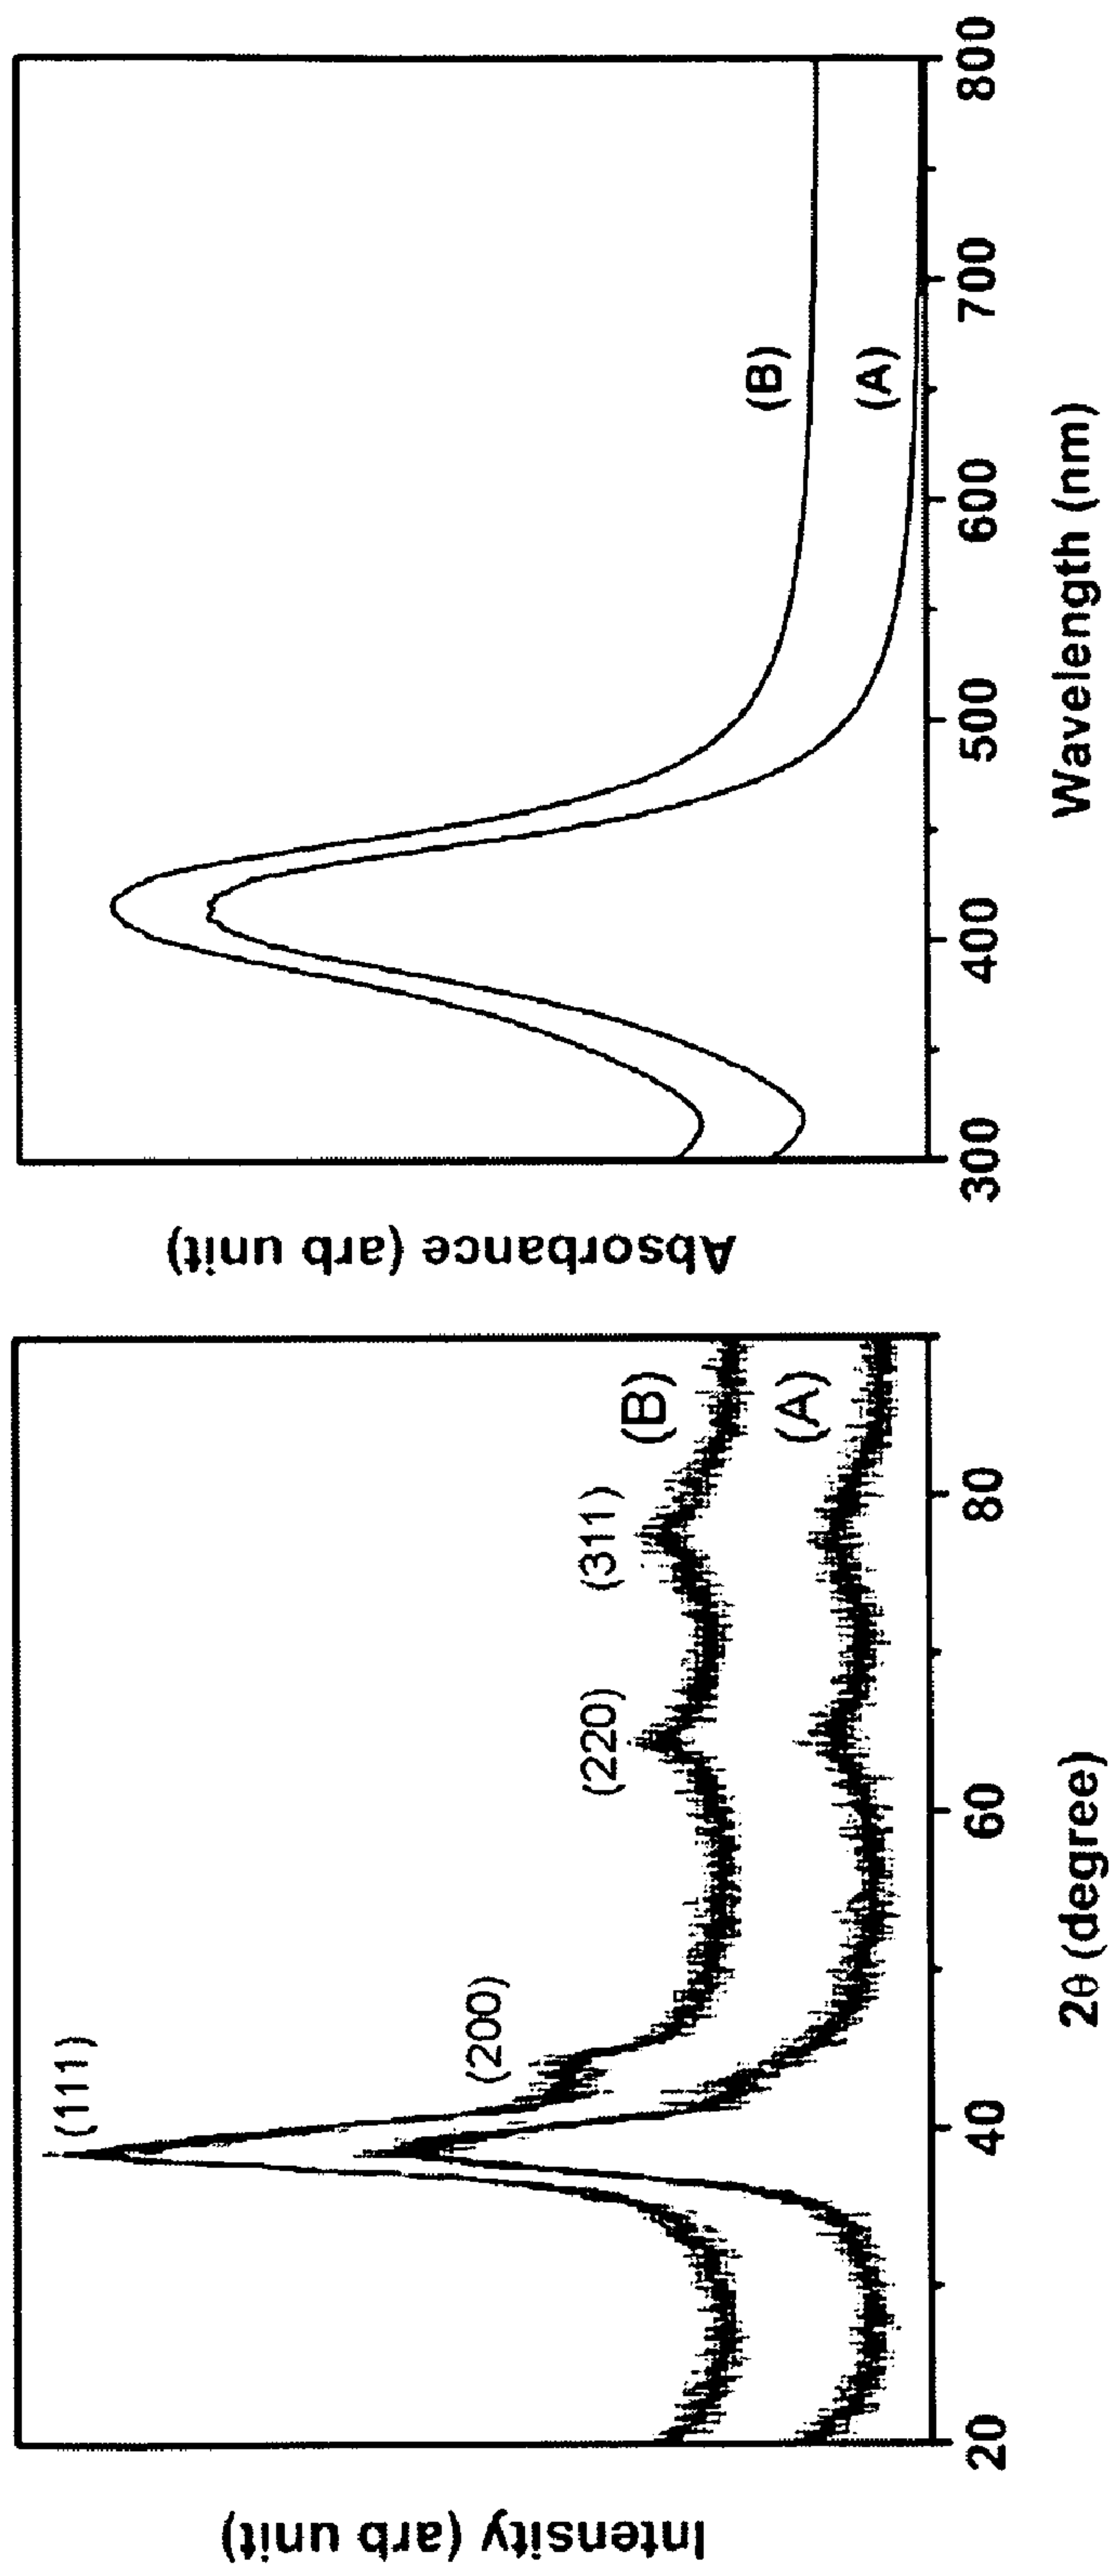 Intensity (arb unit)
(111)
(200)
(220)
(311)
(B)
(A)
20
40
60
80
2θ (degree)
Absorbance (arb unit)
(B)
(A)
300
400
500
600
700
800
Wavelength (nm)